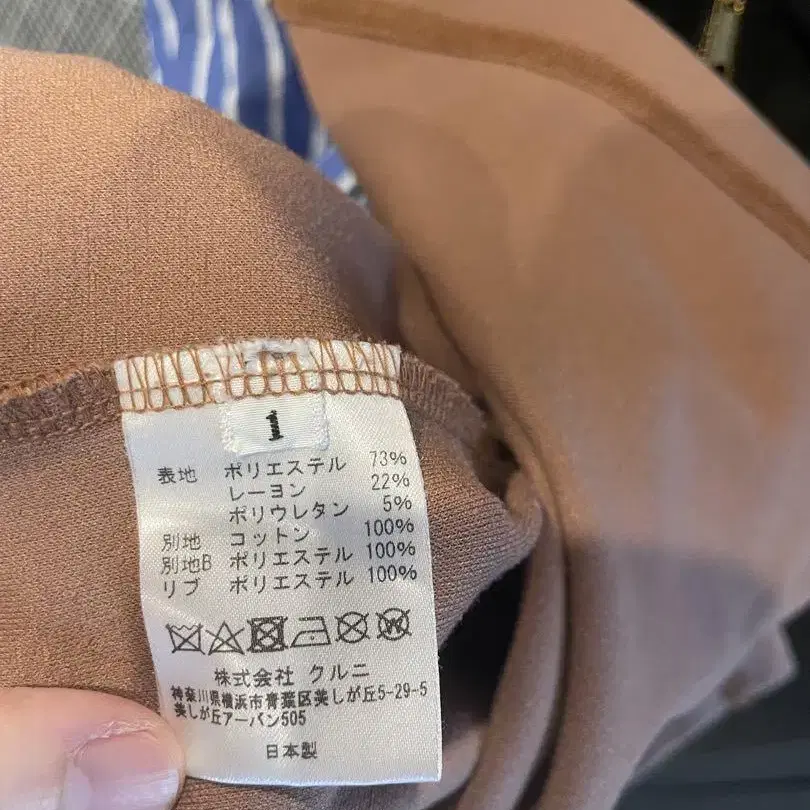 1
表地 ポリエステル 73%
レーヨン 22%
ポリウレタン 5%
別地 コットン 100%
別地B ポリエステル 100%
リブ ポリエステル 100%
W
株式会社 クルニ
神奈川県横浜市青葉区美しが丘5-29-5
美しが丘アーバン505
日本製